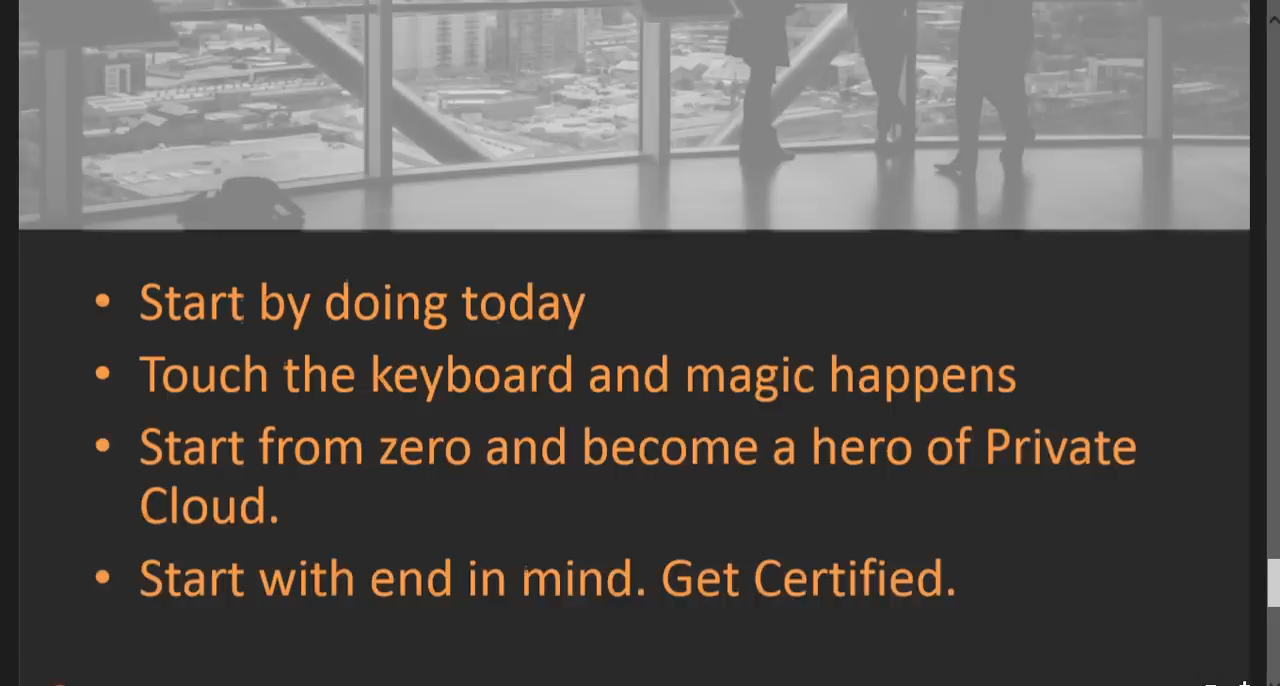 • Start by doing today
• Touch the keyboard and magic happens
• Start from zero and become a hero of Private
Cloud.
• Start with end in mind. Get Certified.